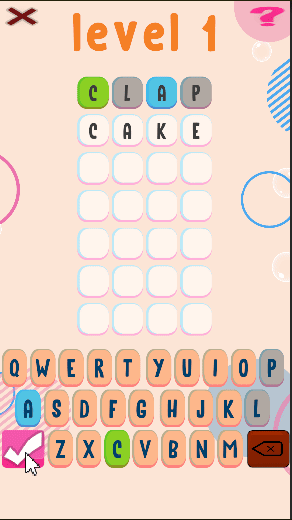 level 1
C L A P
C A K E
Q W E R T Y U I O P
A S D F G H J K L
Z X C V B N M